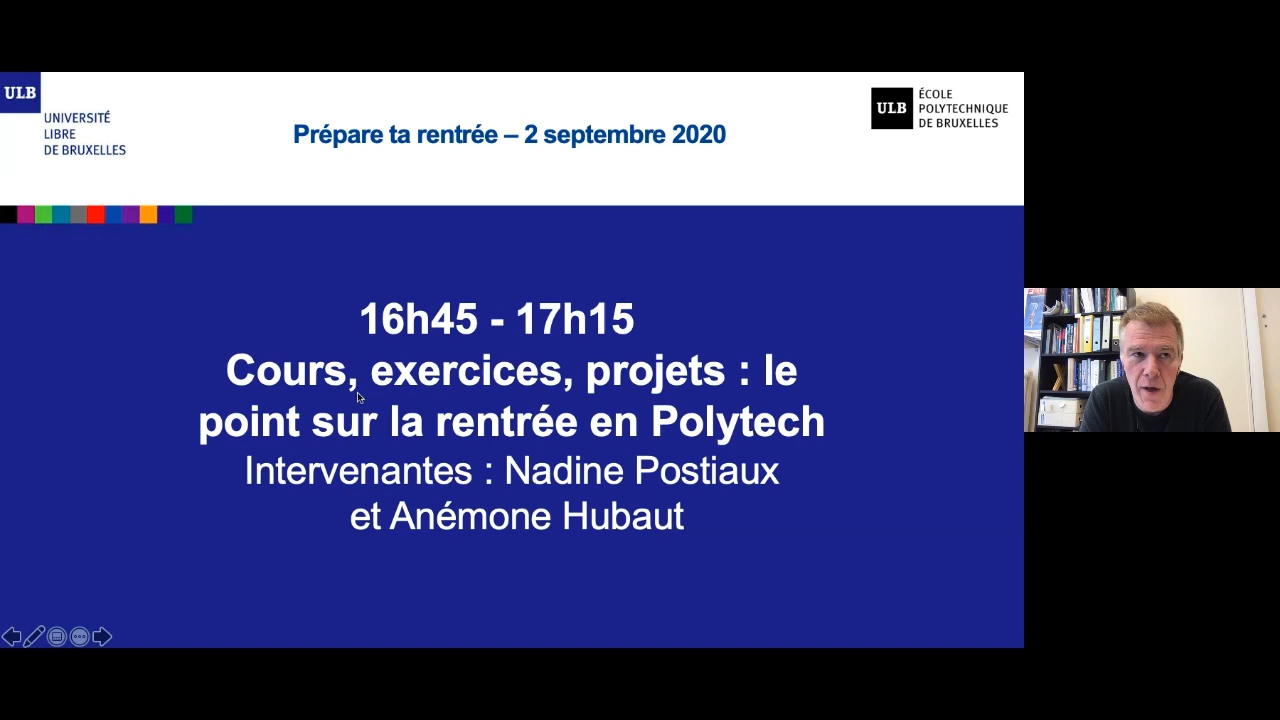 ULB
UNIVERSITÉ
LIBRE
DE BRUXELLES
Prépare ta rentrée – 2 septembre 2020
ULB
ÉCOLE
POLYTECHNIQUE
DE BRUXELLES
16h45 - 17h15
Cours, exercices, projets : le
point sur la rentrée en Polytech
Intervenantes : Nadine Postiaux
et Anémone Hubaut